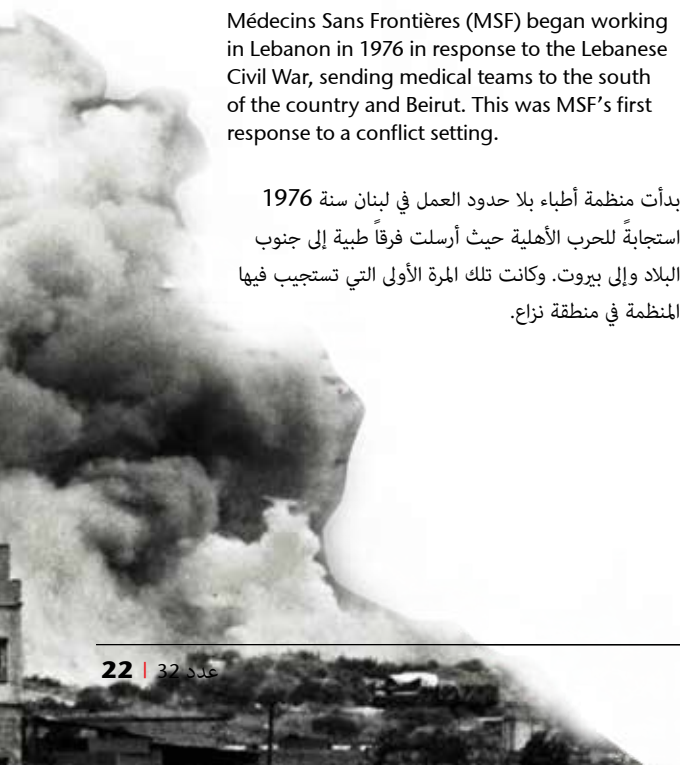 Médecins Sans Frontières (MSF) began working
in Lebanon in 1976 in response to the Lebanese
Civil War, sending medical teams to the south
of the country and Beirut. This was MSF’s first
response to a conflict setting.
بدأت منظمة أطباء بلا حدود العمل في لبنان سنة 1976
استجابةً للحرب الأهلية حيث أرسلت فرقاً طبية إلى جنوب
البلاد وإلى بيروت. وكانت تلك المرة الأولى التي تستجيب فيها
المنظمة في منطقة نزاع.
22 | عدد 32